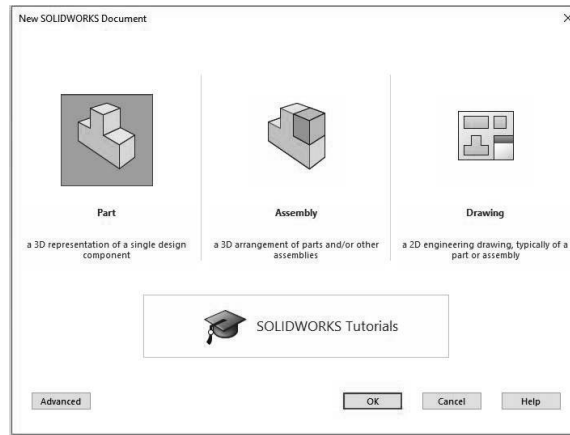 New SOLIDWORKS Document
Part
Assembly
Drawing
a 3D representation of a single design
component
a 3D arrangement of parts and/or other
assemblies
a 2D engineering drawing, typically of a
part or assembly
SOLIDWORKS Tutorials
Advanced
OK
Cancel
Help